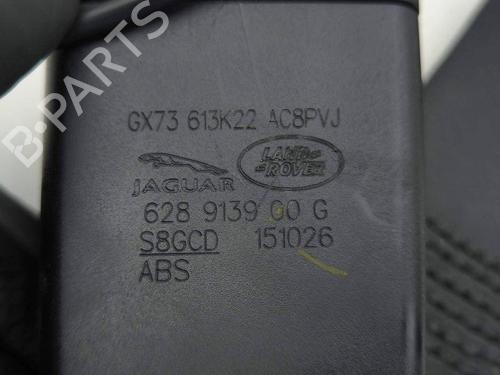 GX73 613K22 AC8PVJ
JAGUAR
LAND
ROVER
628 9139 00 G
S8GCD 151026
ABS
B-PARTS